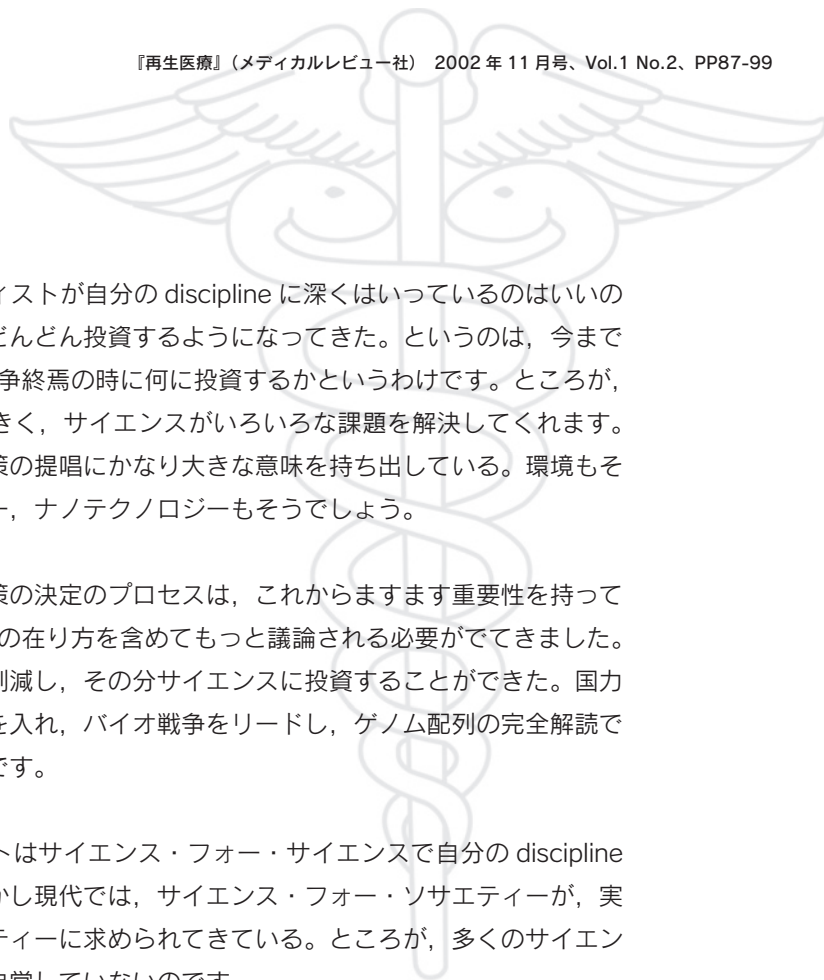 『再生医療』（メディカルレビュー社） 2002年11月号、Vol.1 No.2、PP87-99
ィストが自分の discipline に深くはいっているのはいいの
どんどん投資するようになってきた。というのは，今まで
争終焉の時に何に投資するかというわけです。ところが，
きく，サイエンスがいろいろな課題を解決してくれます。
策の提唱にかなり大きな意味を持ち出している。環境もそ
ー，ナノテクノロジーもそうでしょう。
策の決定のプロセスは，これからますます重要性を持って
の在り方を含めてもっと議論される必要がでてきました。
削減し，その分サイエンスに投資することができた。国力
を入れ，バイオ戦争をリードし，ゲノム配列の完全解読で
です。
トはサイエンス・フォー・サイエンスで自分の discipline
かし現代では，サイエンス・フォー・ソサエティーが，実
ティーに求められてきている。ところが，多くのサイエン
していないのです。